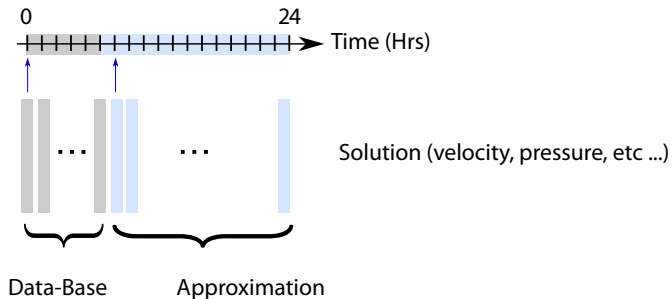 0 24
Time (Hrs)
...
...
Solution (velocity, pressure, etc ...)
Data-Base Approximation